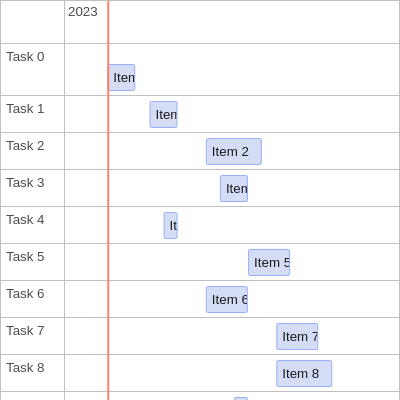 2023
Task 0
Iten
Task 1
Iten
Task 2
Item 2
Task 3
Iten
Task 4
It
Task 5
Item 5
Task 6
Item 6
Task 7
Item 7
Task 8
Item 8